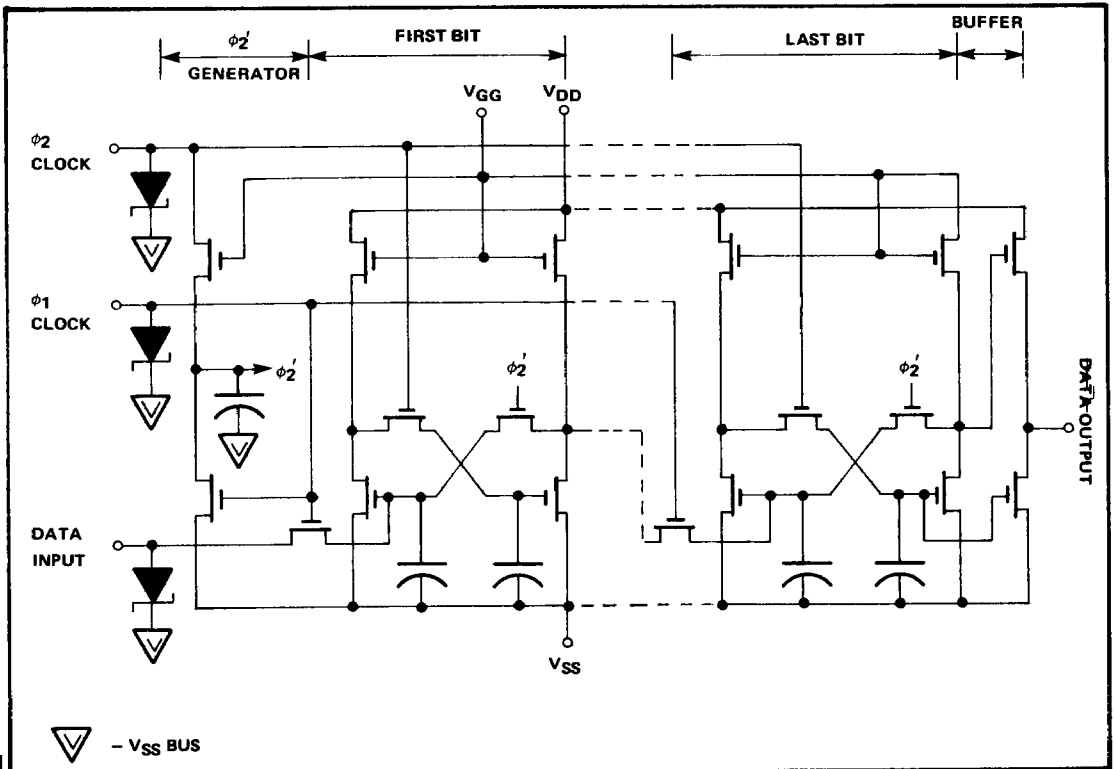 BUFFER
φ2'
GENERATOR
FIRST BIT
LAST BIT
VGG
VDD
φ2
CLOCK
φ1
CLOCK
φ2'
φ2'
φ2'
DATA OUTPUT
DATA
INPUT
VSS
V
V
V
V
V – VSS BUS